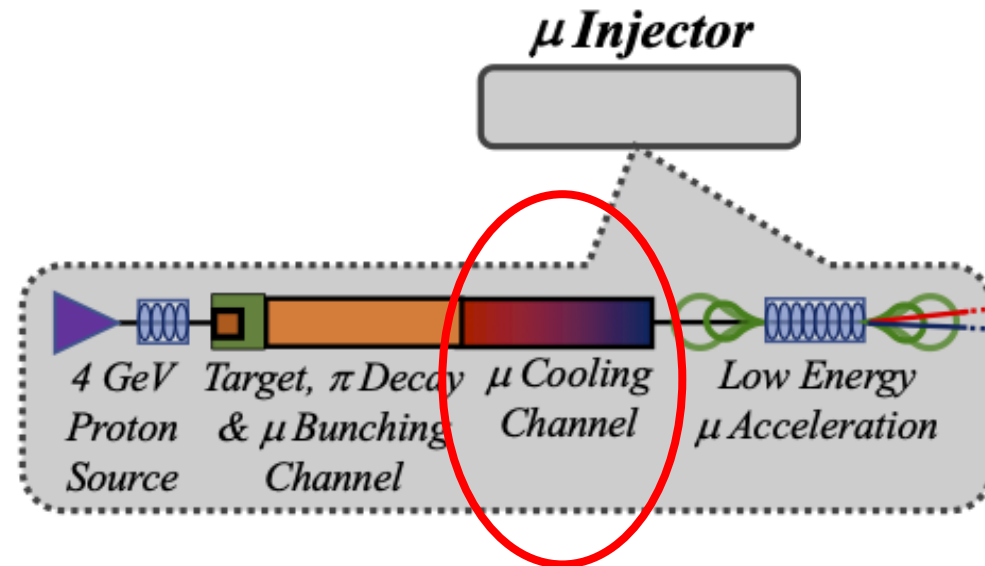 μ Injector
4 GeV
Proton
Source
Target, π Decay
& μ Bunching
Channel
μ Cooling
Channel
Low Energy
μ Acceleration